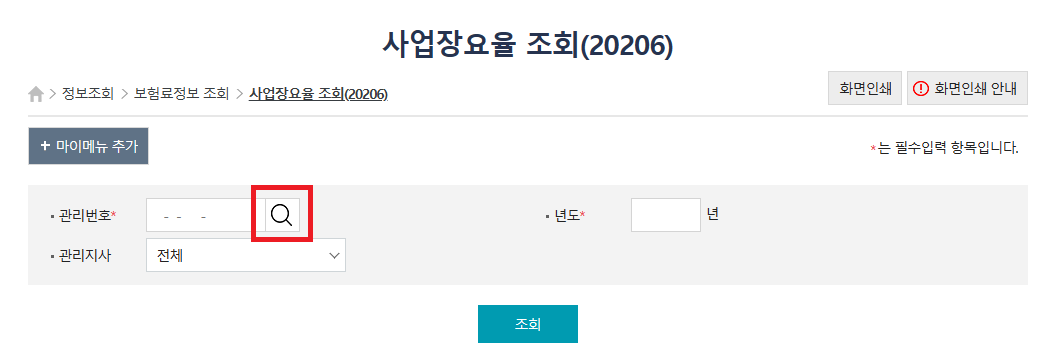 사업장요율 조회(20206)
정보조회 > 보험료정보 조회 > 사업장요율 조회(20206)
화면인쇄
화면인쇄 안내
+ 마이메뉴 추가
*는 필수입력 항목입니다.
관리번호* - - -
년도* 년
관리지사 전체
조회